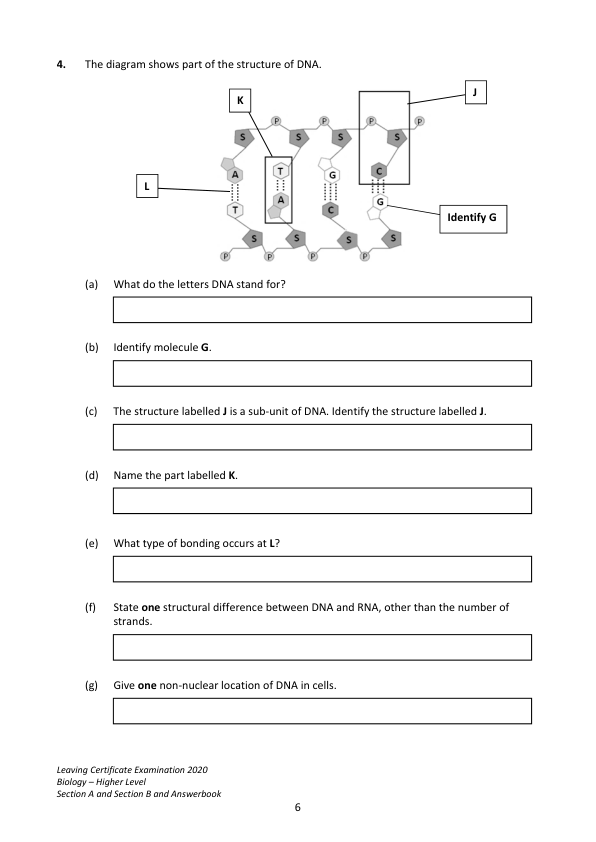 4. The diagram shows part of the structure of DNA.
K
J
P P P P
S S S S
A T G C
L
T A C G
Identify G
S S S S
P P P P
(a) What do the letters DNA stand for?
(b) Identify molecule G.
(c) The structure labelled J is a sub-unit of DNA. Identify the structure labelled J.
(d) Name the part labelled K.
(e) What type of bonding occurs at L?
(f) State one structural difference between DNA and RNA, other than the number of
strands.
(g) Give one non-nuclear location of DNA in cells.
Leaving Certificate Examination 2020
Biology – Higher Level
Section A and Section B and Answerbook
6